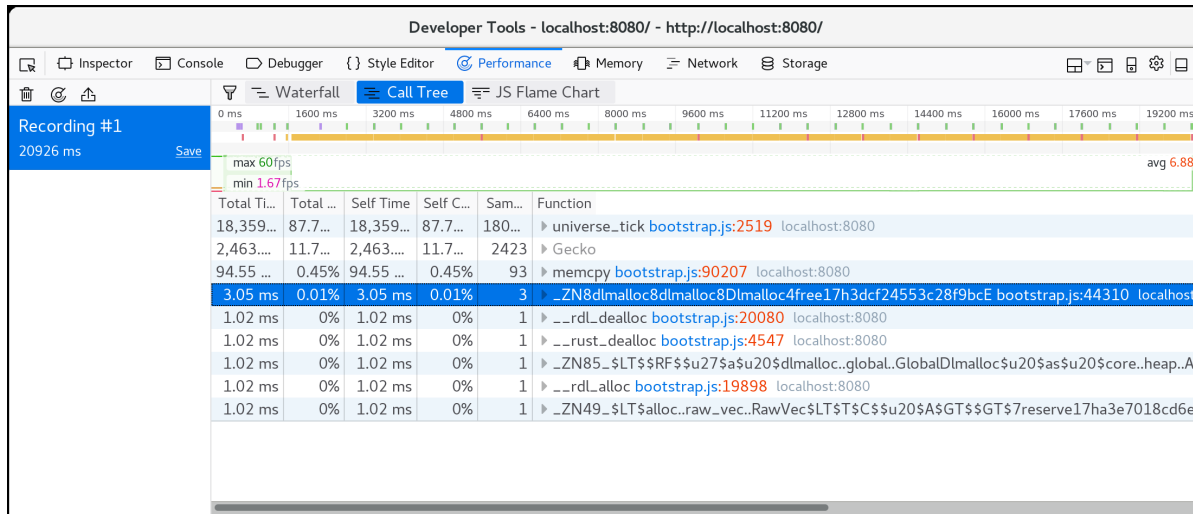 Developer Tools - localhost:8080/ - http://localhost:8080/
Inspector Console Debugger { } Style Editor Performance Memory Network Storage
Waterfall Call Tree JS Flame Chart
Recording #1
20926 ms Save
0 ms 1600 ms 3200 ms 4800 ms 6400 ms 8000 ms 9600 ms 11200 ms 12800 ms 14400 ms 16000 ms 17600 ms 19200 ms
max 60fps avg 6.88
min 1.67fps
Total Ti... Total ... Self Time Self C... Sam... Function
18,359... 87.7... 18,359... 87.7... 180... universe_tick bootstrap.js:2519 localhost:8080
2,463.... 11.7... 2,463.... 11.7... 2423 Gecko
94.55 ... 0.45% 94.55 ... 0.45% 93 memcpy bootstrap.js:90207 localhost:8080
3.05 ms 0.01% 3.05 ms 0.01% 3 _ZN8dlmalloc8dlmalloc8Dlmalloc4free17h3dcf24553c28f9bcE bootstrap.js:44310 localhost
1.02 ms 0% 1.02 ms 0% 1 __rdl_dealloc bootstrap.js:20080 localhost:8080
1.02 ms 0% 1.02 ms 0% 1 __rust_dealloc bootstrap.js:4547 localhost:8080
1.02 ms 0% 1.02 ms 0% 1 _ZN85_$LT$$RF$$u27$a$u20$dlmalloc..global..GlobalDlmalloc$u20$as$u20$core..heap..A
1.02 ms 0% 1.02 ms 0% 1 __rdl_alloc bootstrap.js:19898 localhost:8080
1.02 ms 0% 1.02 ms 0% 1 _ZN49_$LT$alloc..raw_vec..RawVec$LT$T$C$$u20$A$GT$$GT$7reserve17ha3e7018cd6e